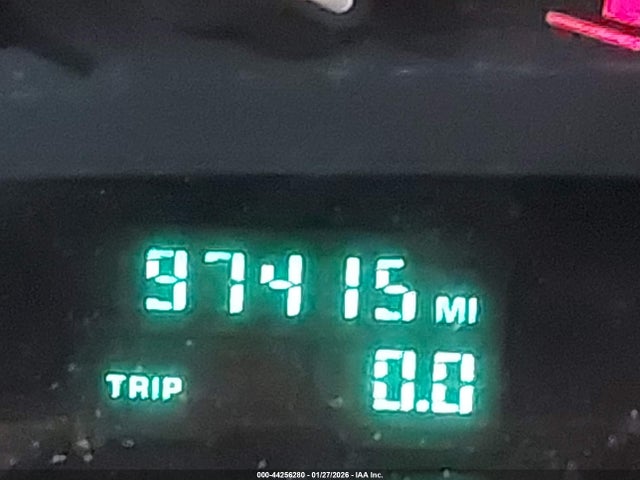 97415 MI
TRIP 0.0
000-44256280 - 01/27/2026 - IAA Inc.